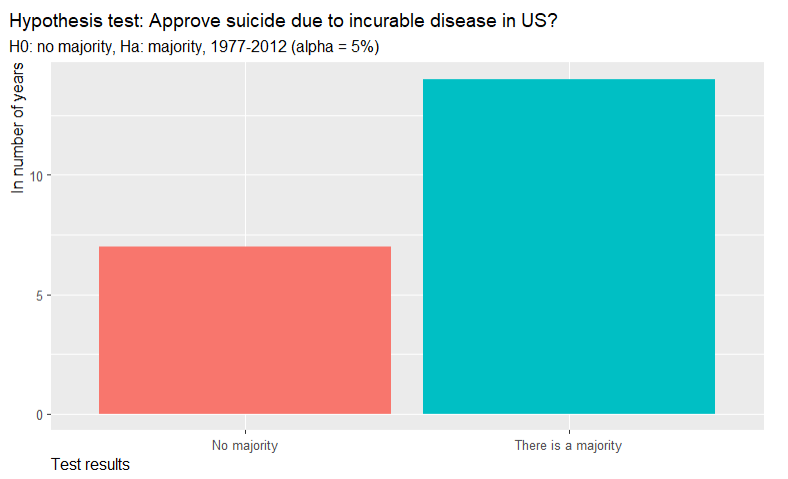 Hypothesis test: Approve suicide due to incurable disease in US?
H0: no majority, Ha: majority, 1977-2012 (alpha = 5%)
In number of years
10
5
0
No majority
There is a majority
Test results